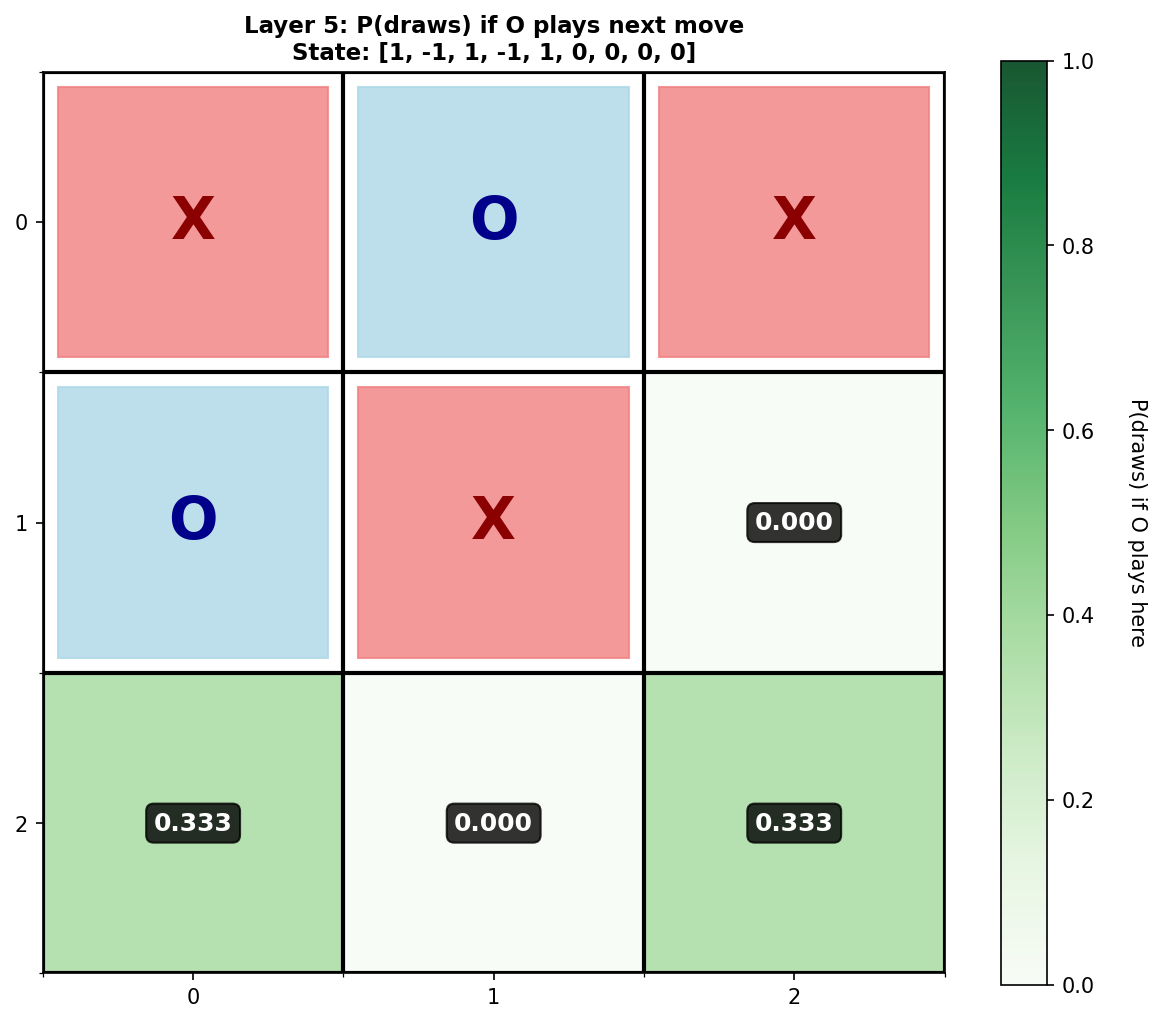 Layer 5: P(draws) if O plays next move
State: [1, -1, 1, -1, 1, 0, 0, 0, 0]
X
O
X
O
X
0.000
0.333
0.000
0.333
0
1
2
0
1
2
1.0
0.8
0.6
0.4
0.2
0.0
P(draws) if O plays here